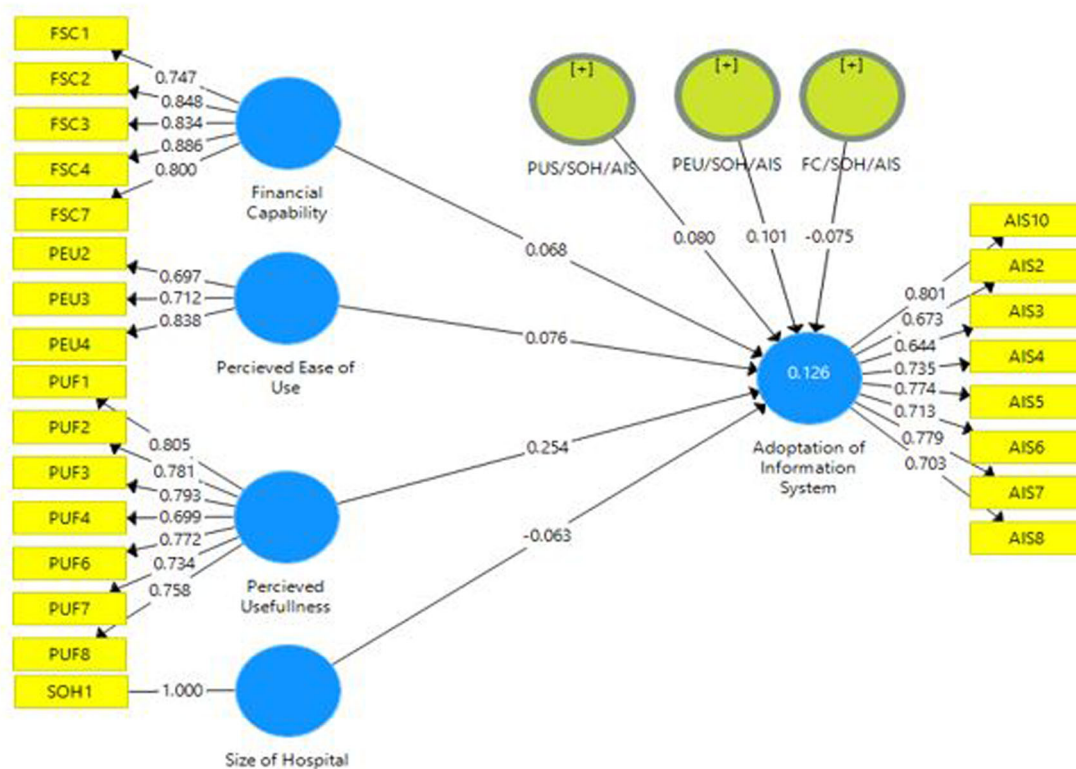 FSC1
FSC2
FSC3
FSC4
FSC7
0.747
0.848
0.834
0.886
0.800
Financial
Capability
PEU2
PEU3
PEU4
0.697
0.712
0.838
Percieved Ease of
Use
PUF1
PUF2
PUF3
PUF4
PUF6
PUF7
PUF8
0.805
0.781
0.793
0.699
0.772
0.734
0.758
Percieved
Usefullness
SOH1
1.000
Size of Hospital
[+]
PUS/SOH/AIS
[+]
PEU/SOH/AIS
[+]
FC/SOH/AIS
0.080
0.101
-0.075
0.068
0.076
0.254
-0.063
0.126
Adoptation of
Information
System
0.801
0.673
0.644
0.735
0.774
0.713
0.779
0.703
AIS10
AIS2
AIS3
AIS4
AIS5
AIS6
AIS7
AIS8